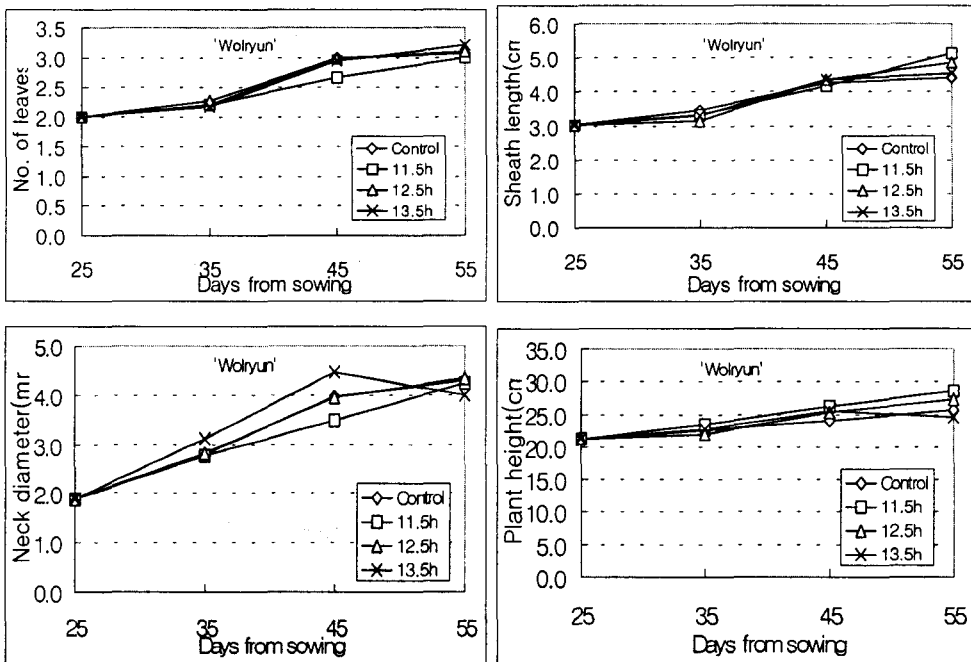 'Wolryun'
No. of leaves
3.5
3.0
2.5
2.0
1.5
1.0
0.5
0.0
Control
11.5h
12.5h
13.5h
25 35 45 55
Days from sowing
'Wolryun'
Sheath length(cm
6.0
5.0
4.0
3.0
2.0
1.0
0.0
Control
11.5h
12.5h
13.5h
25 35 45 55
Days from sowing
'Wolryun'
Neck diameter(mr
5.0
4.0
3.0
2.0
1.0
0.0
Control
11.5h
12.5h
13.5h
25 35 45 55
Days from sowing
'Wolryun'
Plant height(cm
35.0
30.0
25.0
20.0
15.0
10.0
5.0
0.0
Control
11.5h
12.5h
13.5h
25 35 45 55
Days from sowing